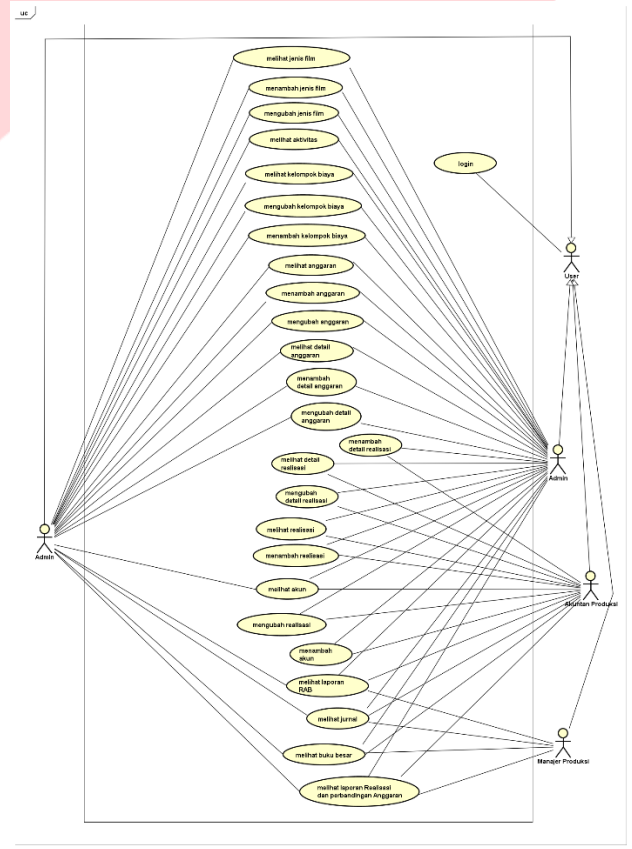 uc
melihat jenis film
menambah jenis film
mengubah jenis film
melihat aktivitas
login
melihat kelompok biaya
mengubah kelompok biaya
menambah kelompok biaya
melihat anggaran
User
menambah anggaran
mengubah anggaran
melihat detail
anggaran
menambah
detail anggaran
mengubah detail
anggaran
menambah
detail realisasi
melihat detail
realisasi
Admin
mengubah
detail realisasi
melihat realisasi
Admin
menambah realisasi
melihat akun
Akuntan Produksi
mengubah realisasi
menambah
akun
melihat laporan
RAB
melihat jurnal
melihat buku besar
Manajer Produksi
melihat laporan Realisasi
dan perbandingan Anggaran